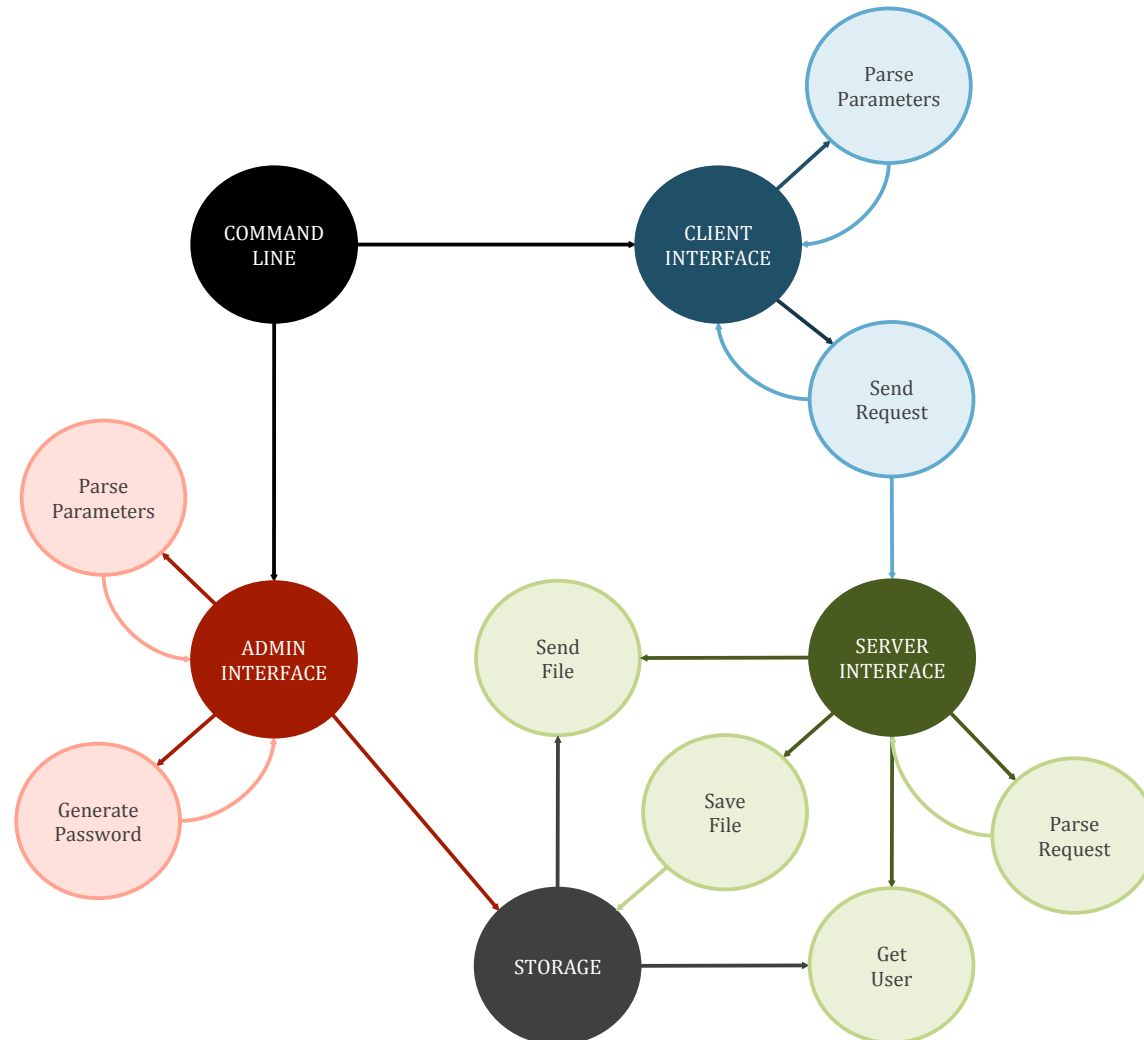 Parse
Parameters
COMMAND
LINE
CLIENT
INTERFACE
Send
Request
Parse
Parameters
ADMIN
INTERFACE
Send
File
SERVER
INTERFACE
Generate
Password
Save
File
Parse
Request
STORAGE
Get
User